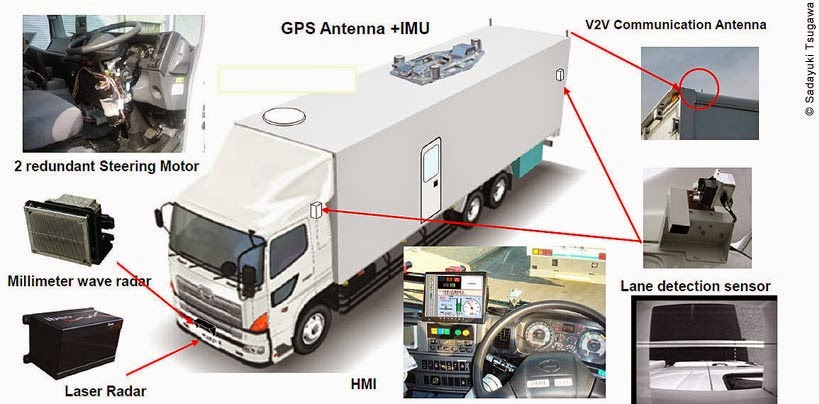 GPS Antenna +IMU
V2V Communication Antenna
© Sadayuki Tsugawa
2 redundant Steering Motor
Millimeter wave radar
Lane detection sensor
ibeo
Laser Radar
HMI